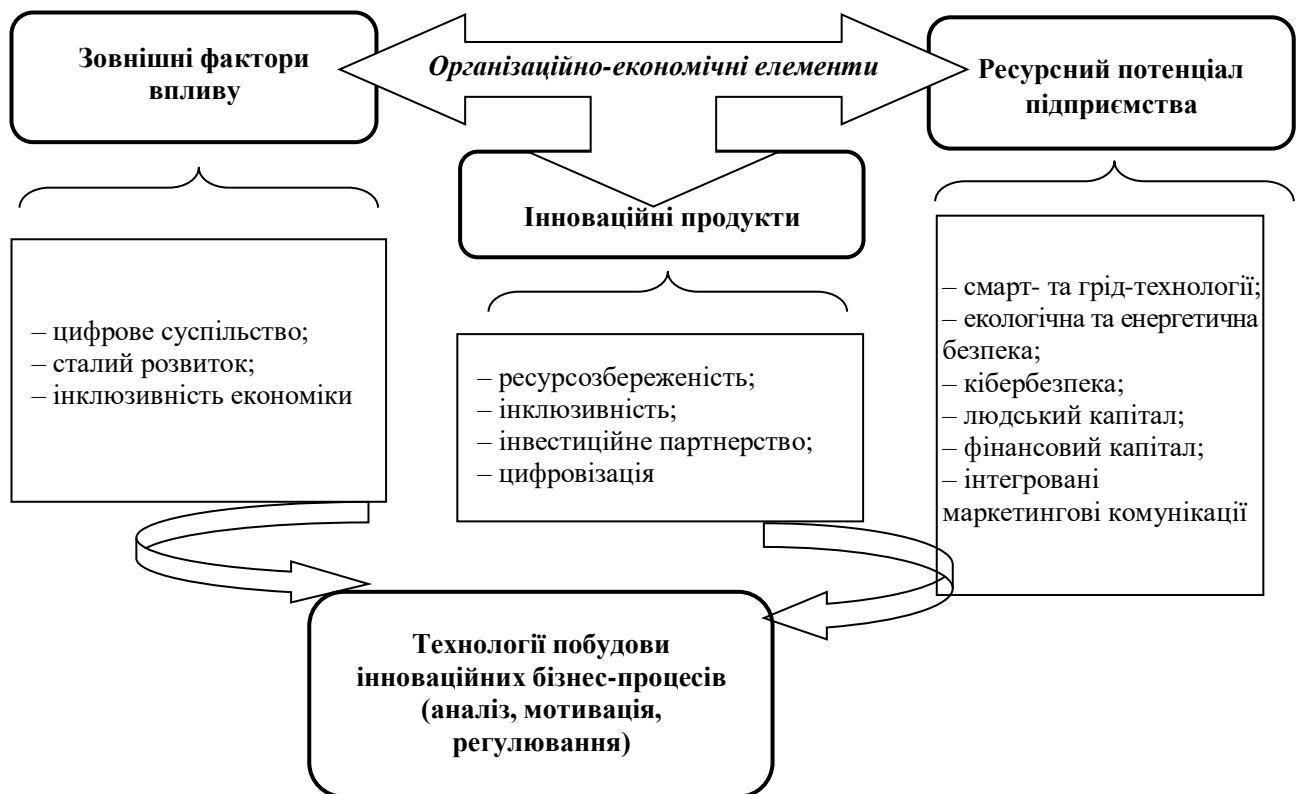 Зовнішні фактори
впливу
Організаційно-економічні елементи
Ресурсний потенціал
підприємства
Інноваційні продукти
– цифрове суспільство;
– сталий розвиток;
– інклюзивність економіки
– ресурсозбереженість;
– інклюзивність;
– інвестиційне партнерство;
– цифровізація
– смарт- та грід-технології;
– екологічна та енергетична
безпека;
– кібербезпека;
– людський капітал;
– фінансовий капітал;
– інтегровані
маркетингові комунікації
Технології побудови
інноваційних бізнес-процесів
(аналіз, мотивація,
регулювання)